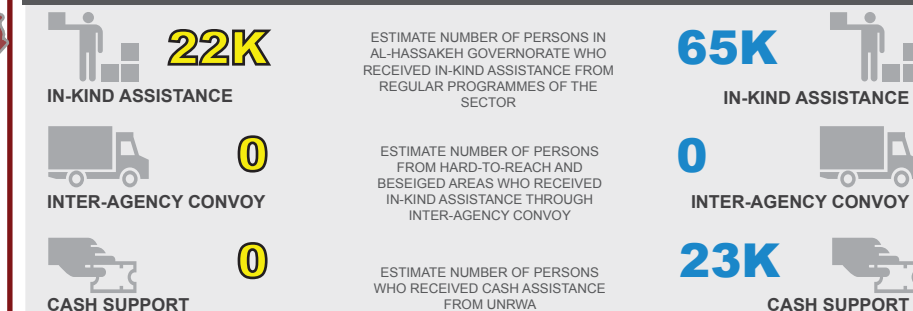 22K
IN-KIND ASSISTANCE
ESTIMATE NUMBER OF PERSONS IN
AL-HASSAKEH GOVERNORATE WHO
RECEIVED IN-KIND ASSISTANCE FROM
REGULAR PROGRAMMES OF THE
SECTOR
65K
IN-KIND ASSISTANCE
0
INTER-AGENCY CONVOY
ESTIMATE NUMBER OF PERSONS
FROM HARD-TO-REACH AND
BESEIGED AREAS WHO RECEIVED
IN-KIND ASSISTANCE THROUGH
INTER-AGENCY CONVOY
0
INTER-AGENCY CONVOY
0
CASH SUPPORT
ESTIMATE NUMBER OF PERSONS
WHO RECEIVED CASH ASSISTANCE
FROM UNRWA
23K
CASH SUPPORT